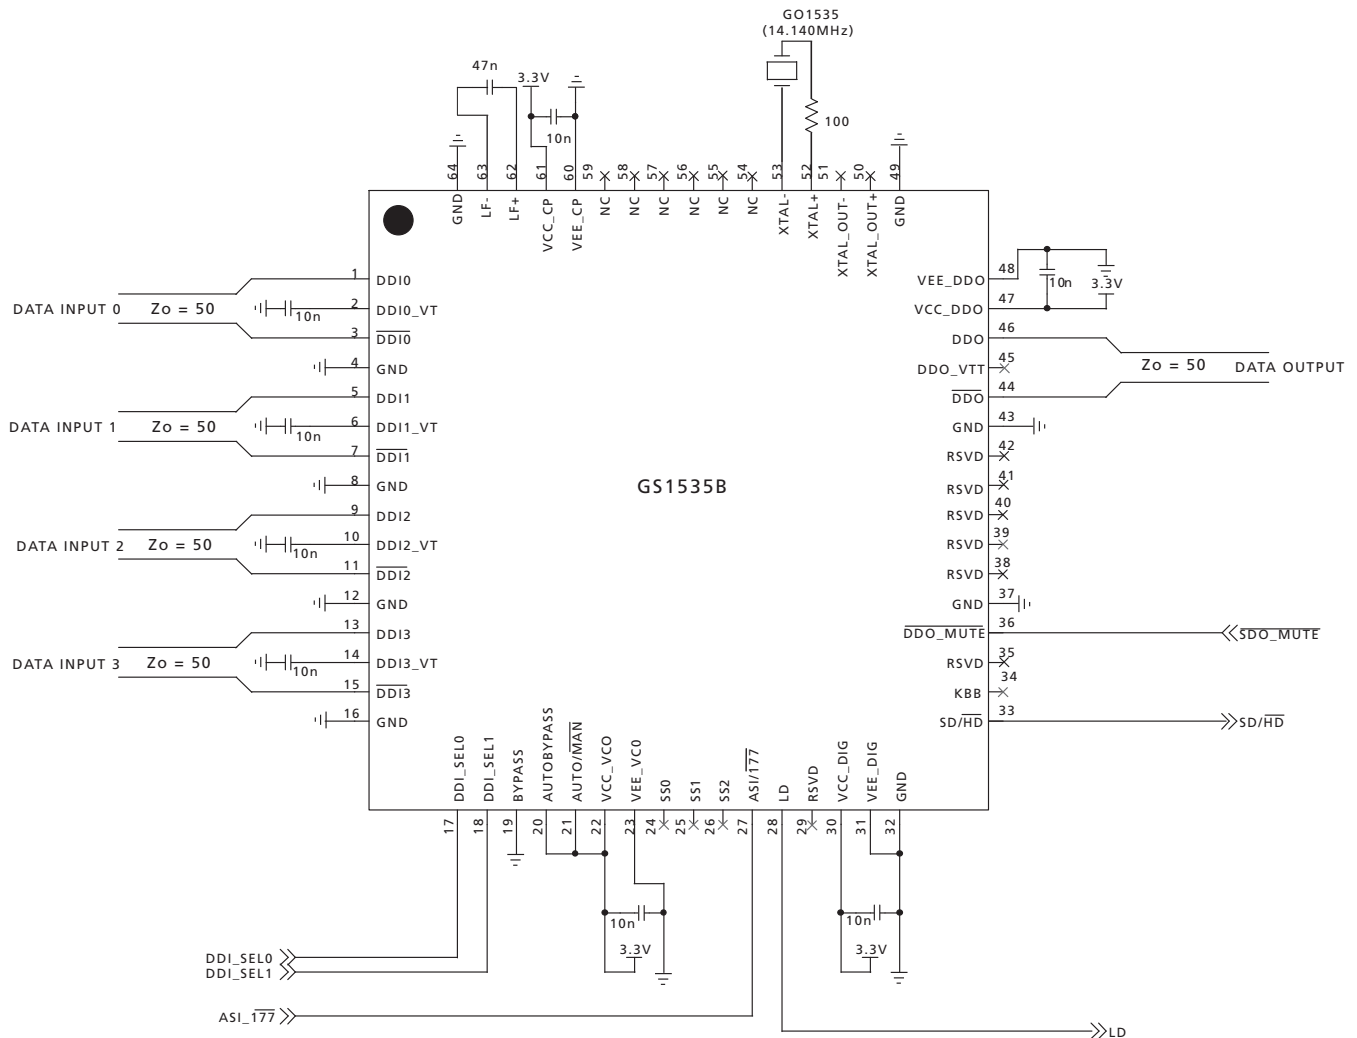 GO1535
(14.140MHz)
47n
3.3V
10n
100
64
63
62
61
60
59
58
57
56
55
54
53
52
51
50
49
GND
LF-
LF+
VCC_CP
VEE_CP
NC
NC
NC
NC
NC
NC
XTAL-
XTAL+
XTAL_OUT-
XTAL_OUT+
GND
DATA INPUT 0
Zo = 50
1 DDI0
2 DDI0_VT
10n
3 DDI0
4 GND
DATA INPUT 1
Zo = 50
5 DDI1
6 DDI1_VT
10n
7 DDI1
8 GND
DATA INPUT 2
Zo = 50
9 DDI2
10 DDI2_VT
10n
11 DDI2
12 GND
DATA INPUT 3
Zo = 50
13 DDI3
14 DDI3_VT
10n
15 DDI3
16 GND
GS1535B
VEE_DDO 48
10n
3.3V
VCC_DDO 47
DDO 46
DDO_VTT 45
Zo = 50
DATA OUTPUT
DDO 44
GND 43
RSVD 42
RSVD 41
RSVD 40
RSVD 39
RSVD 38
GND 37
DDO_MUTE 36
SDO_MUTE
RSVD 35
KBB 34
SD/HD 33
SD/HD
DDI_SEL0
DDI_SEL1
BYPASS
AUTOBYPASS
AUTO/MAN
VCC_VCO
VEE_VC0
SS0
SS1
SS2
ASI/177
LD
RSVD
VCC_DIG
VEE_DIG
GND
17
18
19
20
21
22
23
24
25
26
27
28
29
30
31
32
10n
3.3V
10n
3.3V
DDI_SEL0
DDI_SEL1
ASI_177
LD